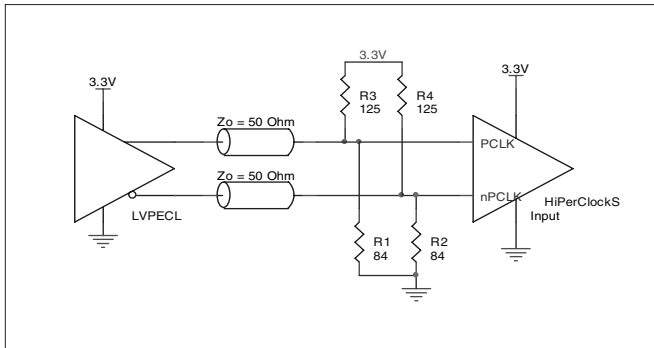 3.3V
3.3V
3.3V
R3
125
R4
125
Zo = 50 Ohm
PCLK
Zo = 50 Ohm
nPCLK
HiPerClockS
Input
LVPECL
R1
84
R2
84